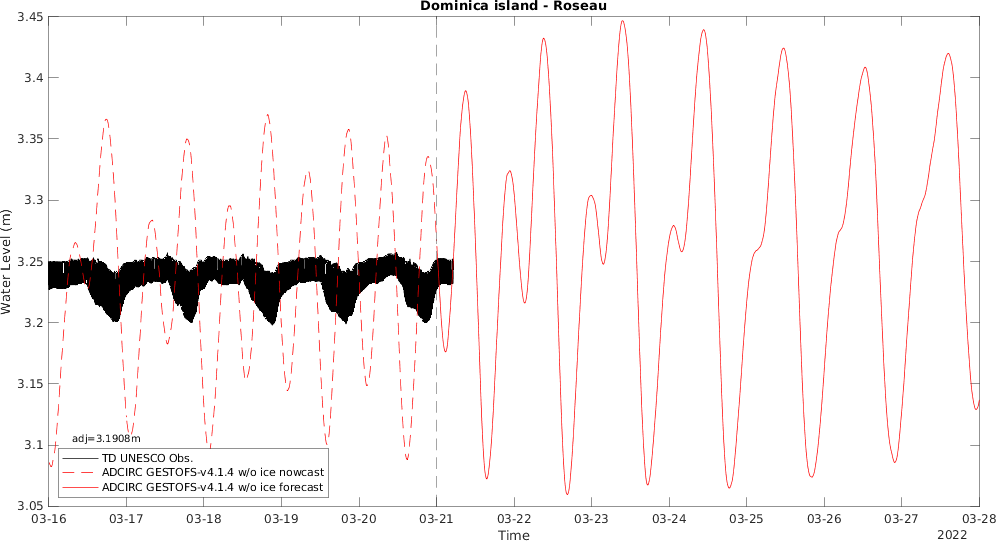 Dominica island - Roseau
3.45
3.4
3.35
3.3
3.25
3.2
3.15
3.1
3.05
Water Level (m)
adj=3.1908m
TD UNESCO Obs.
ADCIRC GESTOFS-v4.1.4 w/o ice nowcast
ADCIRC GESTOFS-v4.1.4 w/o ice forecast
03-16 03-17 03-18 03-19 03-20 03-21 03-22 03-23 03-24 03-25 03-26 03-27 03-28
Time
2022